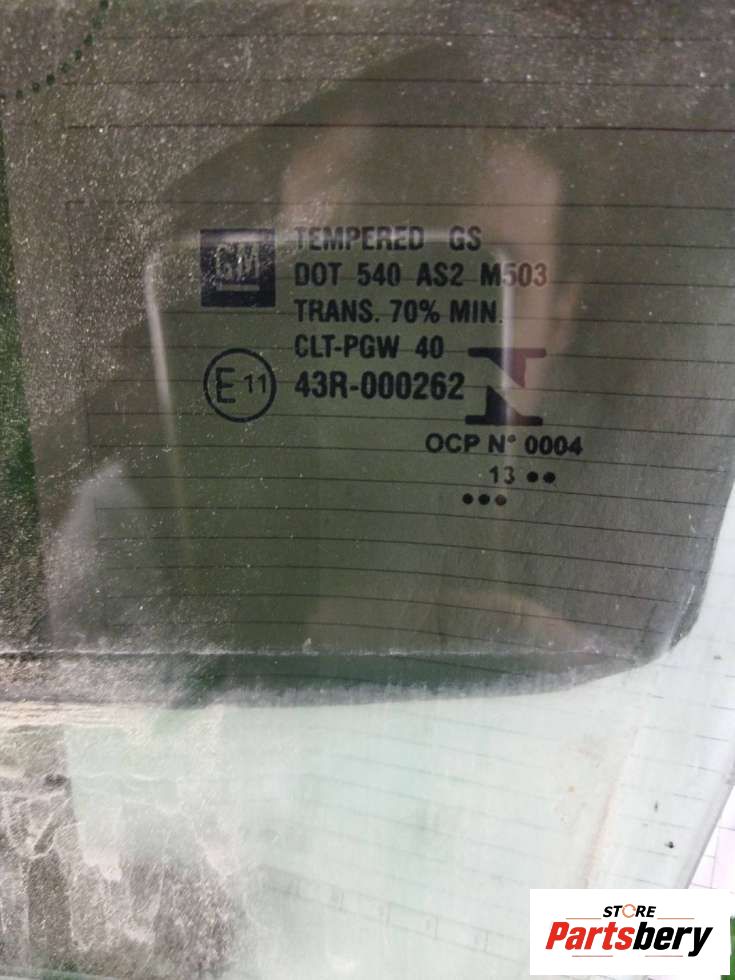 GM
TEMPERED GS
DOT 540 AS2 M503
TRANS. 70% MIN.
CLT-PGW 40
E 11
43R-000262
OCP N° 0004
13 ••
•••
STORE
Partsbery